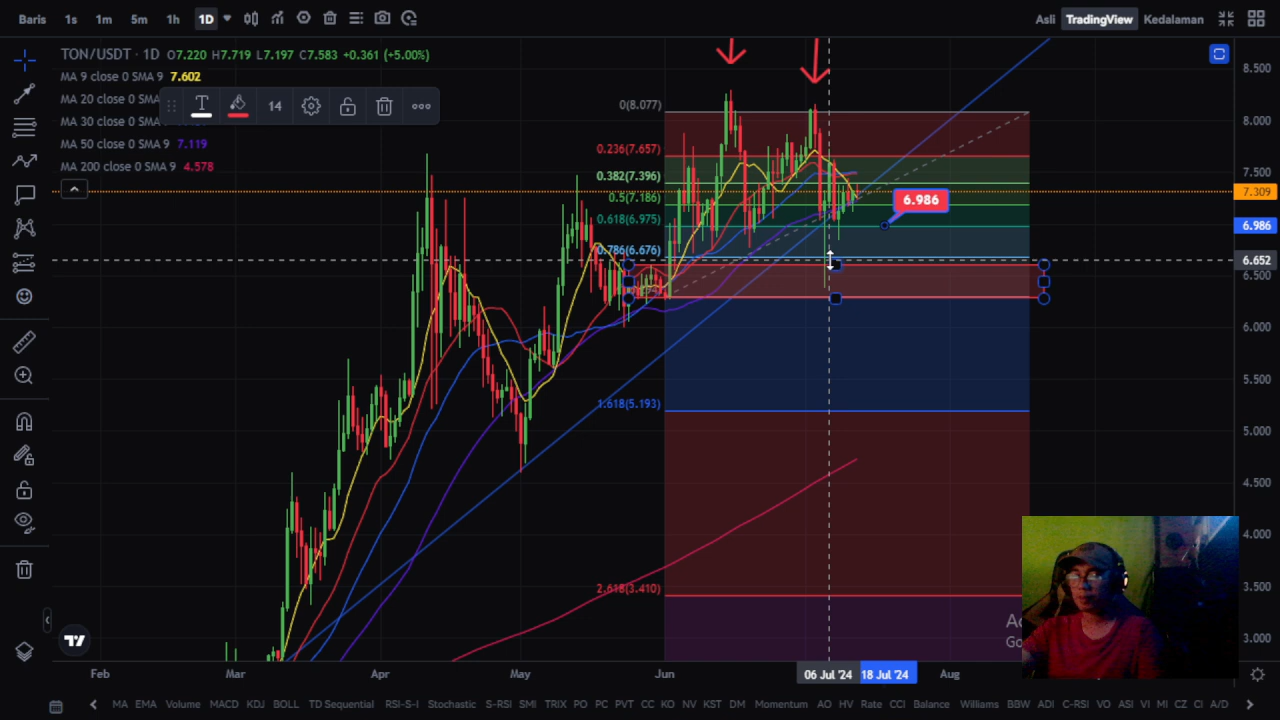 Baris 1s 1m 5m 1h 1D
Asli TradingView Kedalaman
TON/USDT · 1D O7.220 H7.719 L7.197 C7.583 +0.361 (+5.00%)
MA 9 close 0 SMA 9 7.602
MA 20 close 0 SMA
MA 30 close 0 SMA
MA 50 close 0 SMA 9 7.119
MA 200 close 0 SMA 9 4.578
14
0(8.077)
0.236(7.657)
0.382(7.396)
0.5(7.186)
0.618(6.975)
0.786(6.676)
1.618(5.193)
2.618(3.410)
6.986
8.500
8.000
7.500
7.309
6.986
6.652
6.500
6.000
5.500
5.000
4.500
4.000
3.500
3.000
Feb Mar Apr May Jun 06 Jul '24 18 Jul '24 Aug
MA EMA Volume MACD KDJ BOLL TD Sequential RSI-S-I Stochastic S-RSI SMI TRIX PO PC PVT CC KO NV KST DM Momentum AO HV Rate CCI Balance Williams BBW ADI C-RSI VO ASI VI MI CZ CI A/D